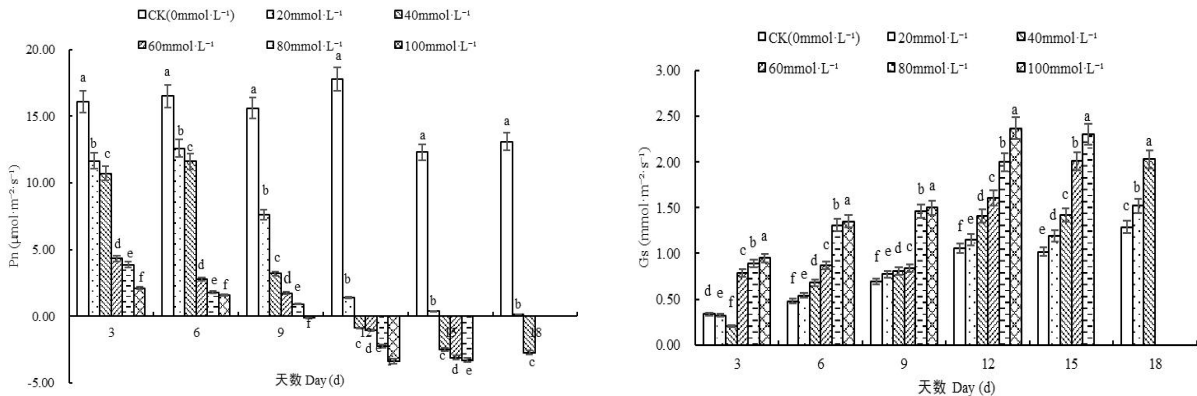 CK(0mmol·L⁻¹) 20mmol·L⁻¹ 40mmol·L⁻¹
60mmol·L⁻¹ 80mmol·L⁻¹ 100mmol·L⁻¹
20.00
15.00
10.00
5.00
0.00
-5.00
Pn (μmol·m⁻²·s⁻¹)
a b c d e f
a b c d e f
a b c d e f
a b c d e
a b c d e
a b c
3 6 9 12 15 18
天数 Day (d)
CK(0mmol·L⁻¹) 20mmol·L⁻¹ 40mmol·L⁻¹
60mmol·L⁻¹ 80mmol·L⁻¹ 100mmol·L⁻¹
3.00
2.50
2.00
1.50
1.00
0.50
0.00
Gs (mmol·m⁻²·s⁻¹)
d e f c b a
f e d c b a
f e d c b a
f e d c b a
e d c b a
c b a
3 6 9 12 15 18
天数 Day (d)